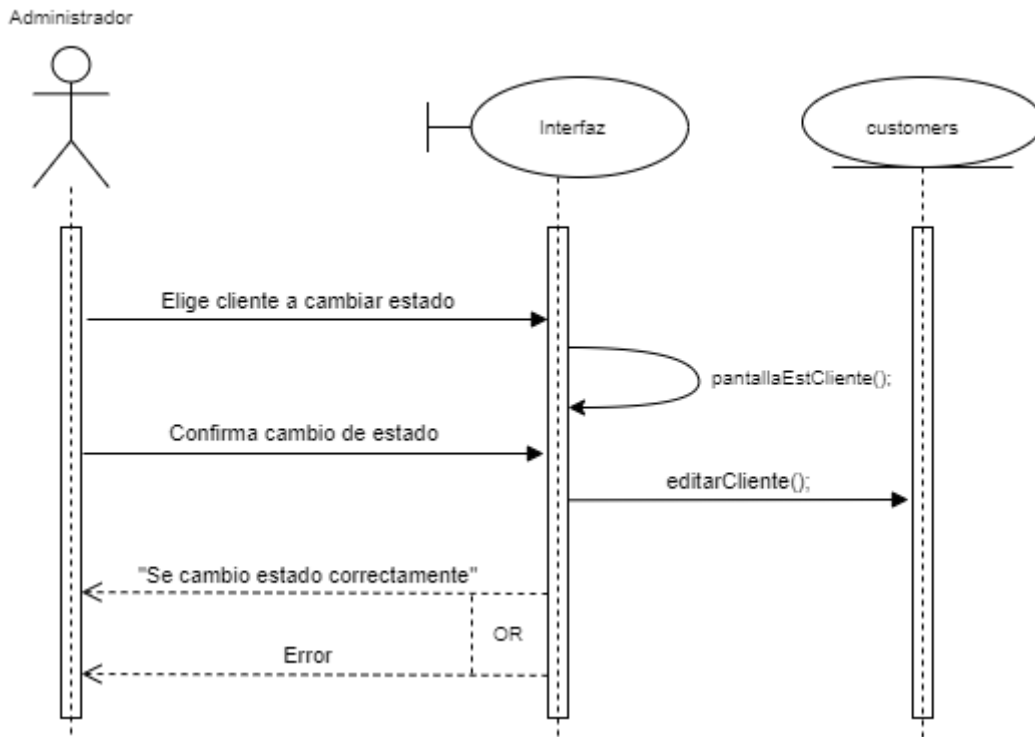 Administrador
Interfaz
customers
Elige cliente a cambiar estado
pantallaEstCliente();
Confirma cambio de estado
editarCliente();
"Se cambio estado correctamente"
OR
Error